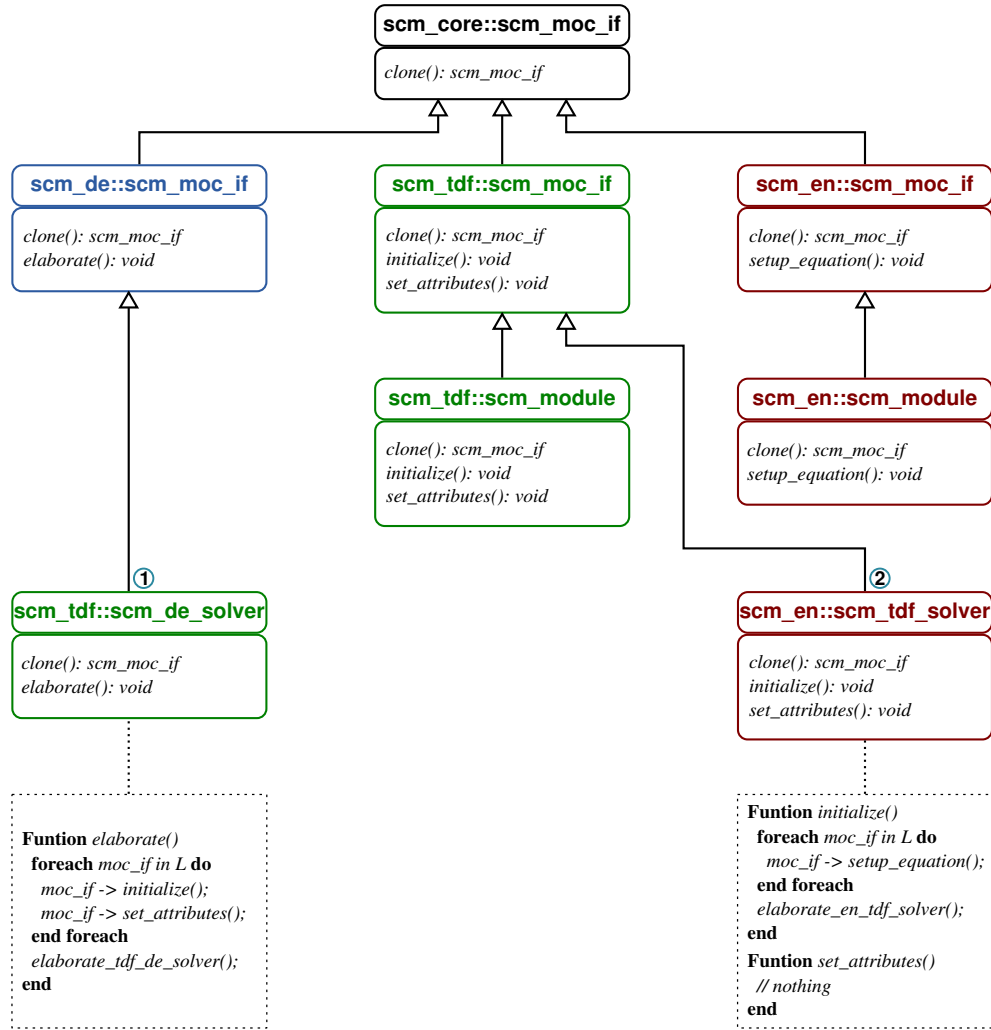 scm_core::scm_moc_if
clone(): scm_moc_if
scm_de::scm_moc_if
clone(): scm_moc_if
elaborate(): void
scm_tdf::scm_moc_if
clone(): scm_moc_if
initialize(): void
set_attributes(): void
scm_en::scm_moc_if
clone(): scm_moc_if
setup_equation(): void
scm_tdf::scm_module
clone(): scm_moc_if
initialize(): void
set_attributes(): void
scm_en::scm_module
clone(): scm_moc_if
setup_equation(): void
1
scm_tdf::scm_de_solver
clone(): scm_moc_if
elaborate(): void
2
scm_en::scm_tdf_solver
clone(): scm_moc_if
initialize(): void
set_attributes(): void
Funtion elaborate()
foreach moc_if in L do
moc_if -> initialize();
moc_if -> set_attributes();
end foreach
elaborate_tdf_de_solver();
end
Funtion initialize()
foreach moc_if in L do
moc_if -> setup_equation();
end foreach
elaborate_en_tdf_solver();
end
Funtion set_attributes()
// nothing
end